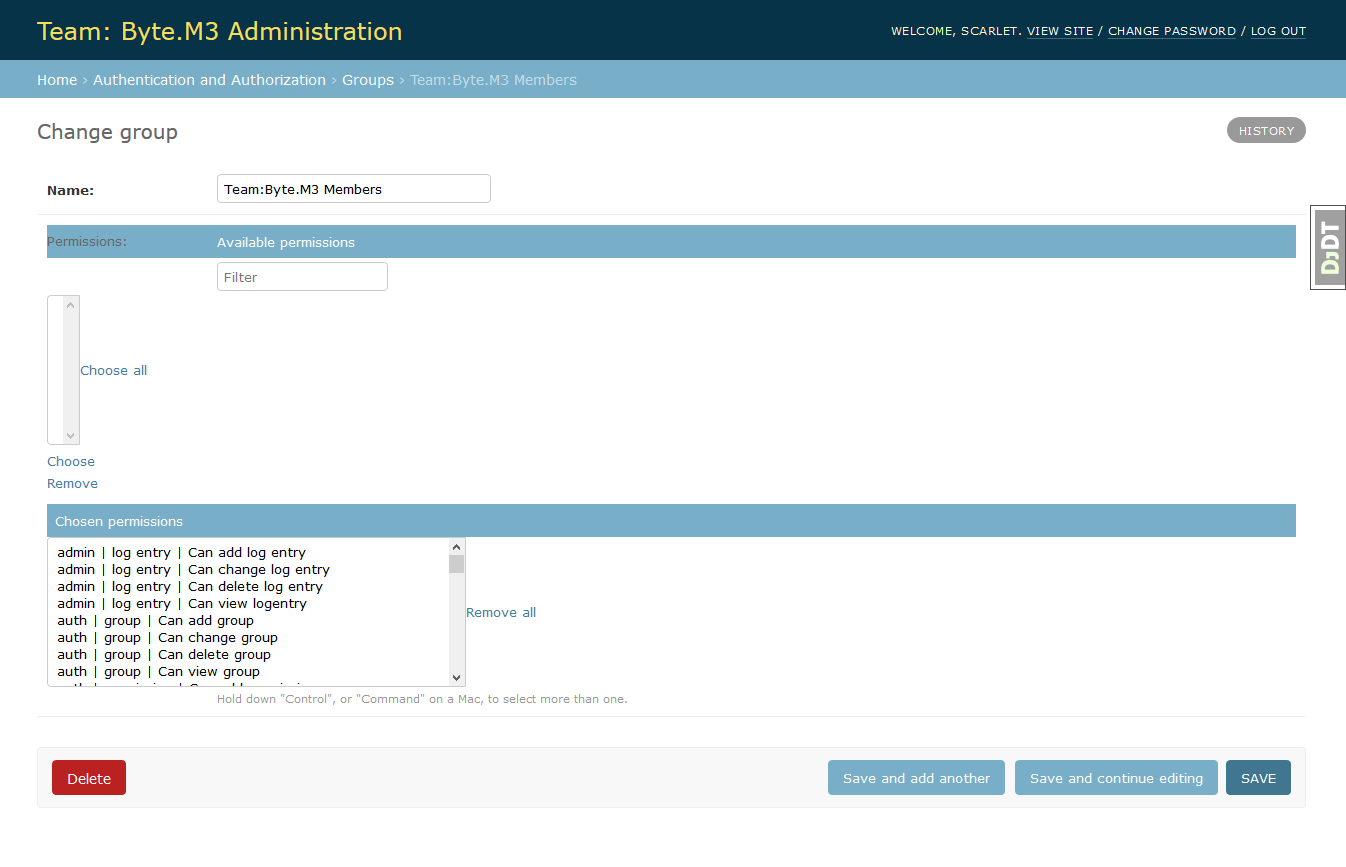 Team: Byte.M3 Administration
WELCOME, SCARLET. VIEW SITE / CHANGE PASSWORD / LOG OUT
Home › Authentication and Authorization › Groups › Team:Byte.M3 Members
Change group
HISTORY
Name:
Team:Byte.M3 Members
DJDT
Permissions:
Available permissions
Filter
Choose all
Choose
Remove
Chosen permissions
admin | log entry | Can add log entry
admin | log entry | Can change log entry
admin | log entry | Can delete log entry
admin | log entry | Can view logentry
auth | group | Can add group
auth | group | Can change group
auth | group | Can delete group
auth | group | Can view group
Remove all
Hold down "Control", or "Command" on a Mac, to select more than one.
Delete
Save and add another
Save and continue editing
SAVE